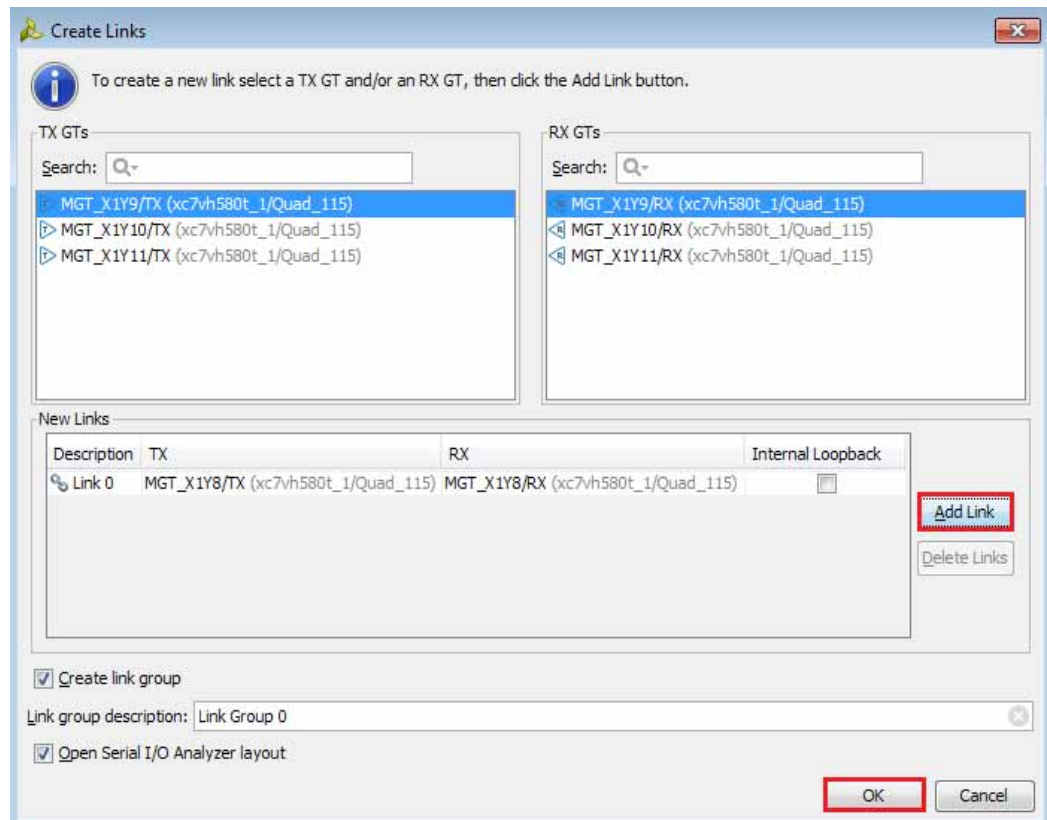 Create Links
To create a new link select a TX GT and/or an RX GT, then click the Add Link button.
TX GTs
Search:
MGT_X1Y9/TX (xc7vh580t_1/Quad_115)
MGT_X1Y10/TX (xc7vh580t_1/Quad_115)
MGT_X1Y11/TX (xc7vh580t_1/Quad_115)
RX GTs
Search:
MGT_X1Y9/RX (xc7vh580t_1/Quad_115)
MGT_X1Y10/RX (xc7vh580t_1/Quad_115)
MGT_X1Y11/RX (xc7vh580t_1/Quad_115)
New Links
Description TX RX Internal Loopback
Link 0 MGT_X1Y8/TX (xc7vh580t_1/Quad_115) MGT_X1Y8/RX (xc7vh580t_1/Quad_115)
Add Link
Delete Links
Create link group
Link group description: Link Group 0
Open Serial I/O Analyzer layout
OK Cancel